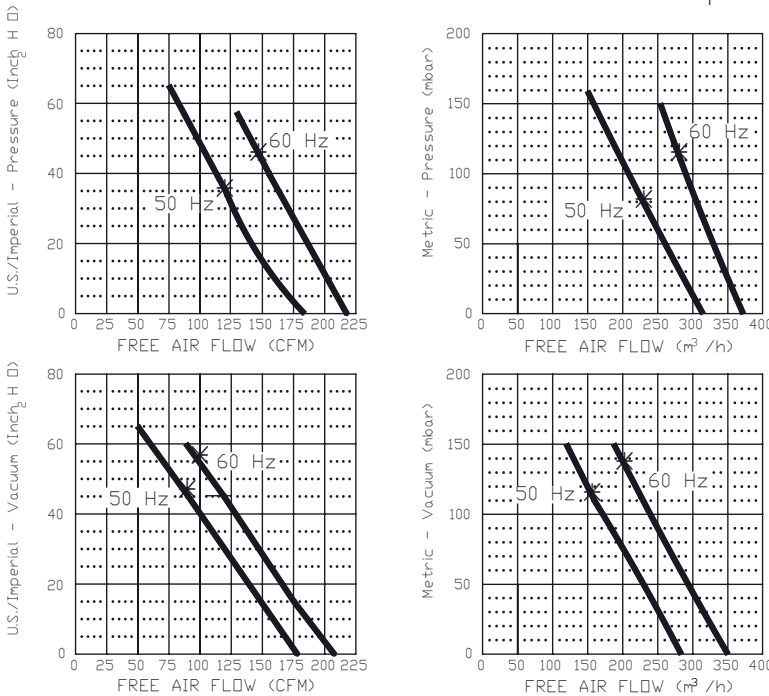 U.S./Imperial - Pressure (Inch H2O)
80
60
40
20
0
60 Hz
50 Hz
0 25 50 75 100 125 150 175 200 225
FREE AIR FLOW (CFM)
Metric - Pressure (mbar)
200
150
100
50
0
60 Hz
50 Hz
0 50 100 150 200 250 300 350 400
FREE AIR FLOW (m³/h)
U.S./Imperial - Vacuum (Inch H2O)
80
60
40
20
0
60 Hz
50 Hz
0 25 50 75 100 125 150 175 200 225
FREE AIR FLOW (CFM)
Metric - Vacuum (mbar)
200
150
100
50
0
60 Hz
50 Hz
0 50 100 150 200 250 300 350 400
FREE AIR FLOW (m³/h)